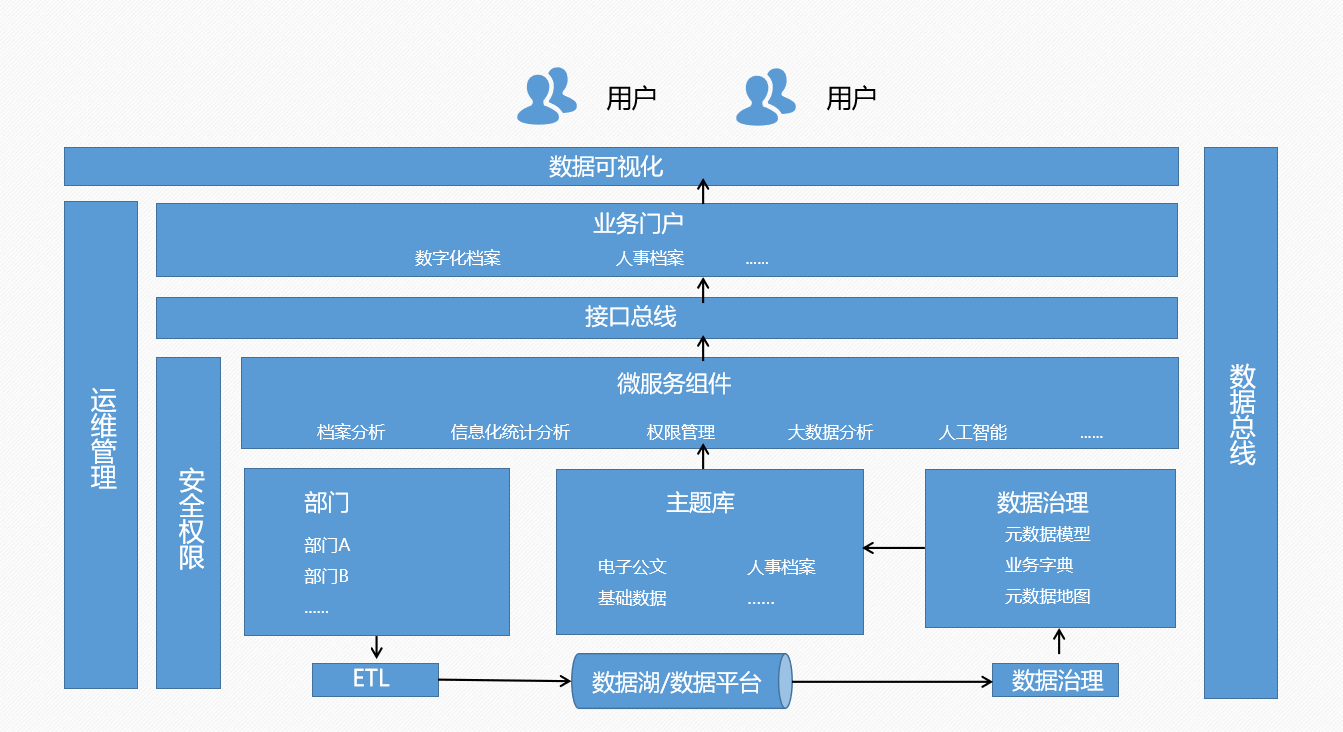 用户
用户
数据可视化
业务门户
数字化档案
人事档案
......
接口总线
微服务组件
档案分析
信息化统计分析
权限管理
大数据分析
人工智能
......
运维管理
安全权限
部门
部门A
部门B
......
主题库
电子公文
人事档案
基础数据
......
数据治理
元数据模型
业务字典
元数据地图
ETL
数据湖/数据平台
数据治理
数据总线